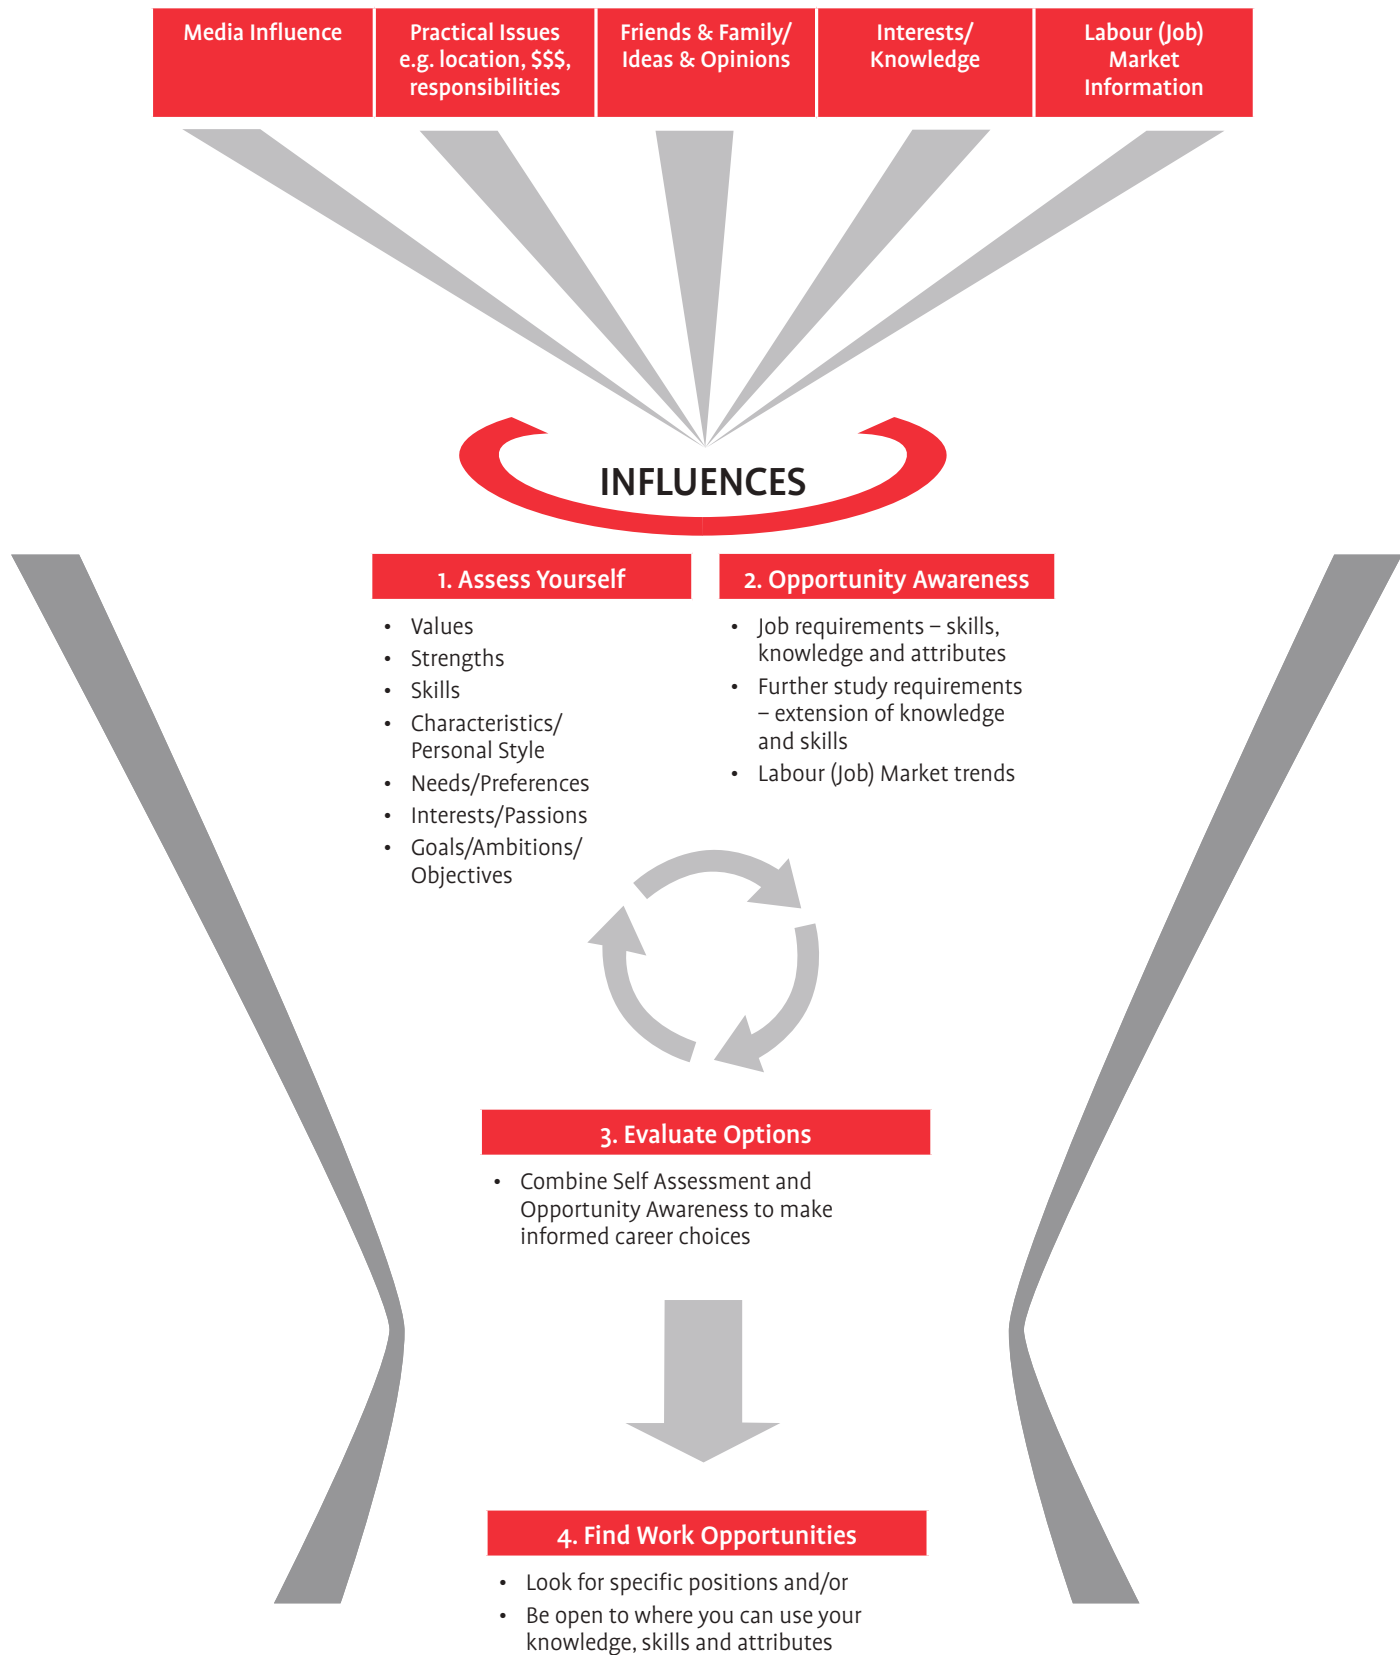 Media Influence
Practical Issues
e.g. location, $$$,
responsibilities
Friends & Family/
Ideas & Opinions
Interests/
Knowledge
Labour (Job)
Market
Information
INFLUENCES
1. Assess Yourself
• Values
• Strengths
• Skills
• Characteristics/
Personal Style
• Needs/Preferences
• Interests/Passions
• Goals/Ambitions/
Objectives
2. Opportunity Awareness
• Job requirements – skills,
knowledge and attributes
• Further study requirements
– extension of knowledge
and skills
• Labour (Job) Market trends
3. Evaluate Options
• Combine Self Assessment and
Opportunity Awareness to make
informed career choices
4. Find Work Opportunities
• Look for specific positions and/or
• Be open to where you can use your
knowledge, skills and attributes